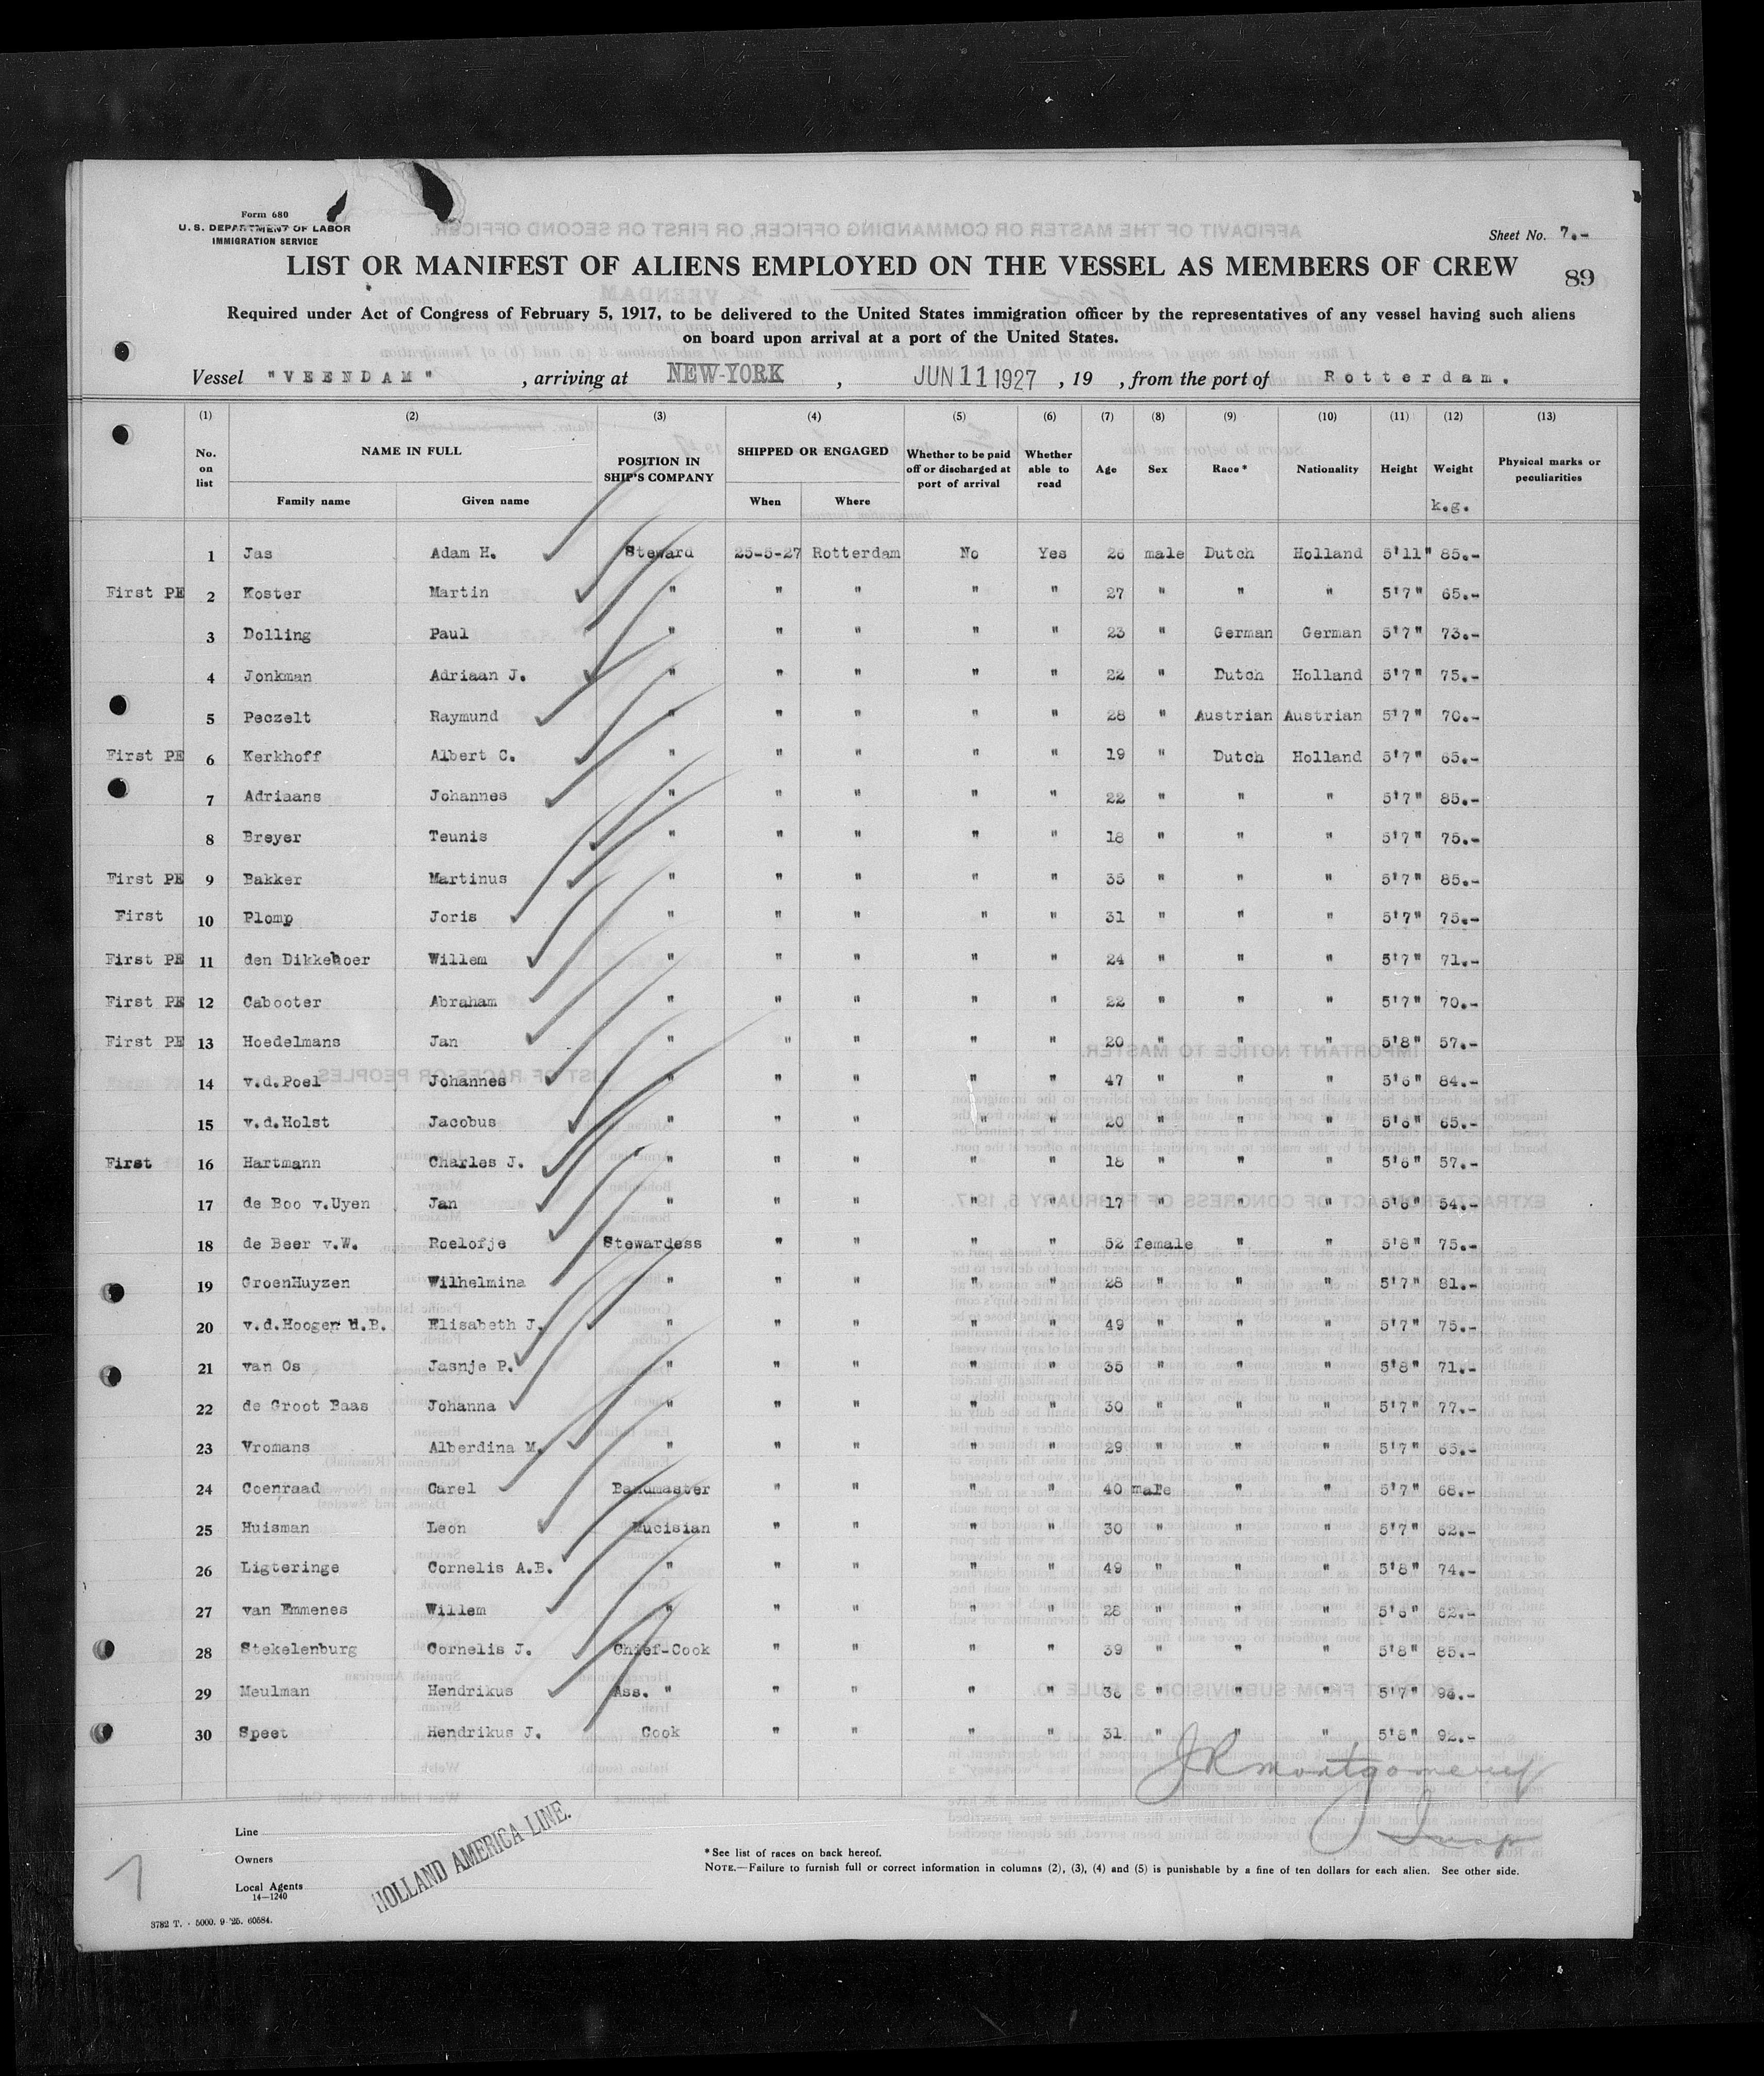 Form 680
U. S. DEPARTMENT OF LABOR
IMMIGRATION SERVICE
Sheet No. 7.-
LIST OR MANIFEST OF ALIENS EMPLOYED ON THE VESSEL AS MEMBERS OF CREW
89
Required under Act of Congress of February 5, 1917, to be delivered to the United States immigration officer by the representatives of any vessel having such aliens
on board upon arrival at a port of the United States.
Vessel "VEENDAM" , arriving at NEW-YORK , JUN 11 1927 , 19 , from the port of Rotterdam.
(1) (2) (3) (4) (5) (6) (7) (8) (9) (10) (11) (12) (13)
No. on list NAME IN FULL Family name Given name POSITION IN SHIP'S COMPANY SHIPPED OR ENGAGED When Where Whether to be paid off or discharged at port of arrival Whether able to read Age Sex Race * Nationality Height Weight k.g. Physical marks or peculiarities
1 Jas Adam H. Steward 25-5-27 Rotterdam No Yes 26 male Dutch Holland 5'11" 85.-
First PE 2 Koster Martin " " " " " 27 " " " 5'7" 65.-
3 Dolling Paul " " " " " 23 " German German 5'7" 73.-
4 Jonkman Adriaan J. " " " " " 22 " Dutch Holland 5'7" 75.-
5 Peczelt Raymund " " " " " 28 " Austrian Austrian 5'7" 70.-
First PE 6 Kerkhoff Albert C. " " " " " 19 " Dutch Holland 5'7" 65.-
7 Adriaans Johannes " " " " " 22 " " " 5'7" 85.-
8 Breyer Teunis " " " " " 18 " " " 5'7" 75.-
First PE 9 Bakker Martinus " " " " " 35 " " " 5'7" 85.-
First 10 Plomp Joris " " " " " 31 " " " 5'7" 75.-
First PE 11 den Willem " " " " " 24 " " " 5'7" 71.-
First PE 12 Cabooter Abraham " " " " " 22 " " " 5'7" 70.-
First PE 13 Hoedelmans Jan " " " " " 20 " " " 5'8" 57.-
14 v.d.Poel Johannes " " " " " 47 " " " 5'6" 84.-
15 v.d.Holst Jacobus " " " " " 20 " " " 5'6" 65.-
First 16 Hartmann Charles J. " " " " " 18 " " " 5'6" 57.-
17 de Boo v.Uyen Jan " " " " " 17 " " " 5'6" 54.-
18 de Beer v.W. Roelofje Stewardess " " " " 52 female " " 5'8" 75.-
19 GroenHuyzen Wilhelmina " " " " " 28 " " " 5'7" 81.-
20 v.d.Hoogen d.B. Elisabeth J. " " " " " 49 " " " 5'7" 75.-
21 van Os Jasnje P. " " " " " 35 " " " 5'8" 71.-
22 de Groot Baas Johanna " " " " " 30 " " " 5'7" 77.-
23 Vromans Alberdina M. " " " " " 29 " " " 5'7" 65.-
24 Coenraad Carel Bandmaster " " " " 40 male " " 5'7" 68.-
25 Huisman Leon Mucisian " " " " 30 " " " 5'7" 62.-
26 Ligteringe Cornelis A.B. " " " " " 49 " " " 5'8" 74.-
27 van Emmenes Willem " " " " " 28 " " " 5'6" 62.-
28 Stekelenburg Cornelis J. Chief-Cook " " " " 39 " " " 5'8" 85.-
29 Meulman Hendrikus Ass. " " " " " " " " 5'7"
30 Speet Hendrikus J. Cook " " " " 31 " " " 5'8" 92.-
J R Montgomery
Insp
Line
Owners
Local Agents
14—1240
HOLLAND AMERICA LINE.
* See list of races on back hereof.
NOTE.—Failure to furnish full or correct information in columns (2), (3), (4) and (5) is punishable by a fine of ten dollars for each alien. See other side.
3782 T. - 5000. 9-'25. 60584.